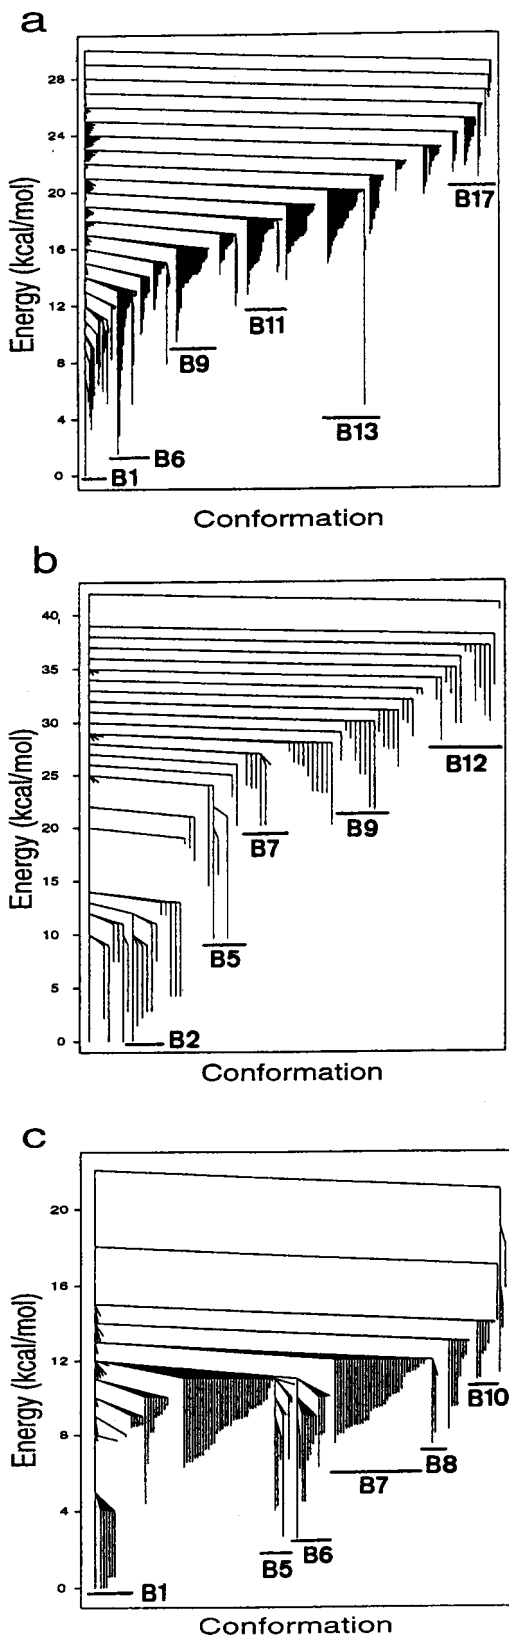 a
Energy (kcal/mol)
28
24
20
16
12
8
4
0
B17
B11
B9
B13
B6
B1
Conformation
b
Energy (kcal/mol)
40
35
30
25
20
15
10
5
0
B12
B9
B7
B5
B2
Conformation
c
Energy (kcal/mol)
20
16
12
8
4
0
B10
B8
B7
B6
B5
B1
Conformation